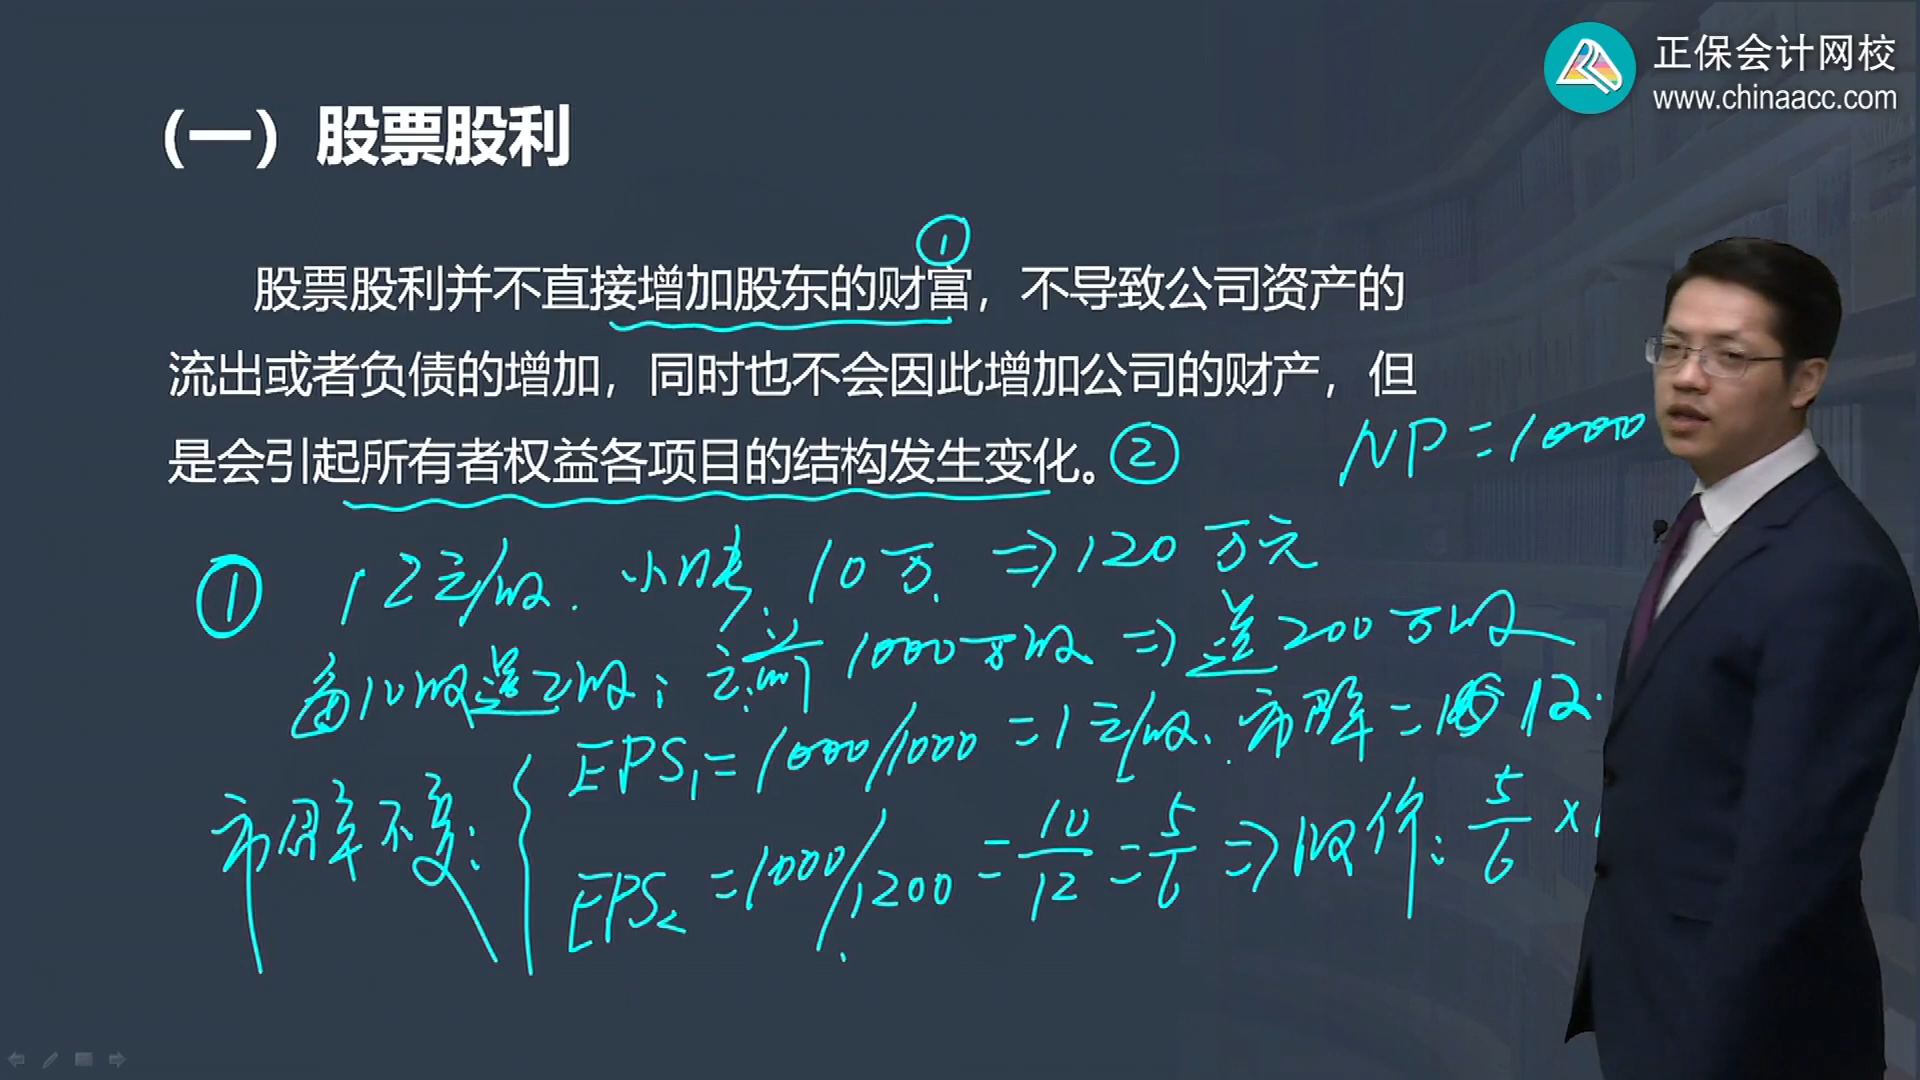 正保会计网校
www.chinaacc.com
(一) 股票股利
①
股票股利并不直接增加股东的财富，不导致公司资产的
流出或者负债的增加，同时也不会因此增加公司的财产，但
是会引起所有者权益各项目的结构发生变化。②
NP=1000
① 12元/股. 小陈 10万. ⇒120万元
每10股送2股; 之前1000万股⇒送200万股
EPS₁=1000/1000=1元/股. 市盈率= 12.
市盈率不变:
EPS₂=1000/1200=10/12=5/6⇒股价:5/6×